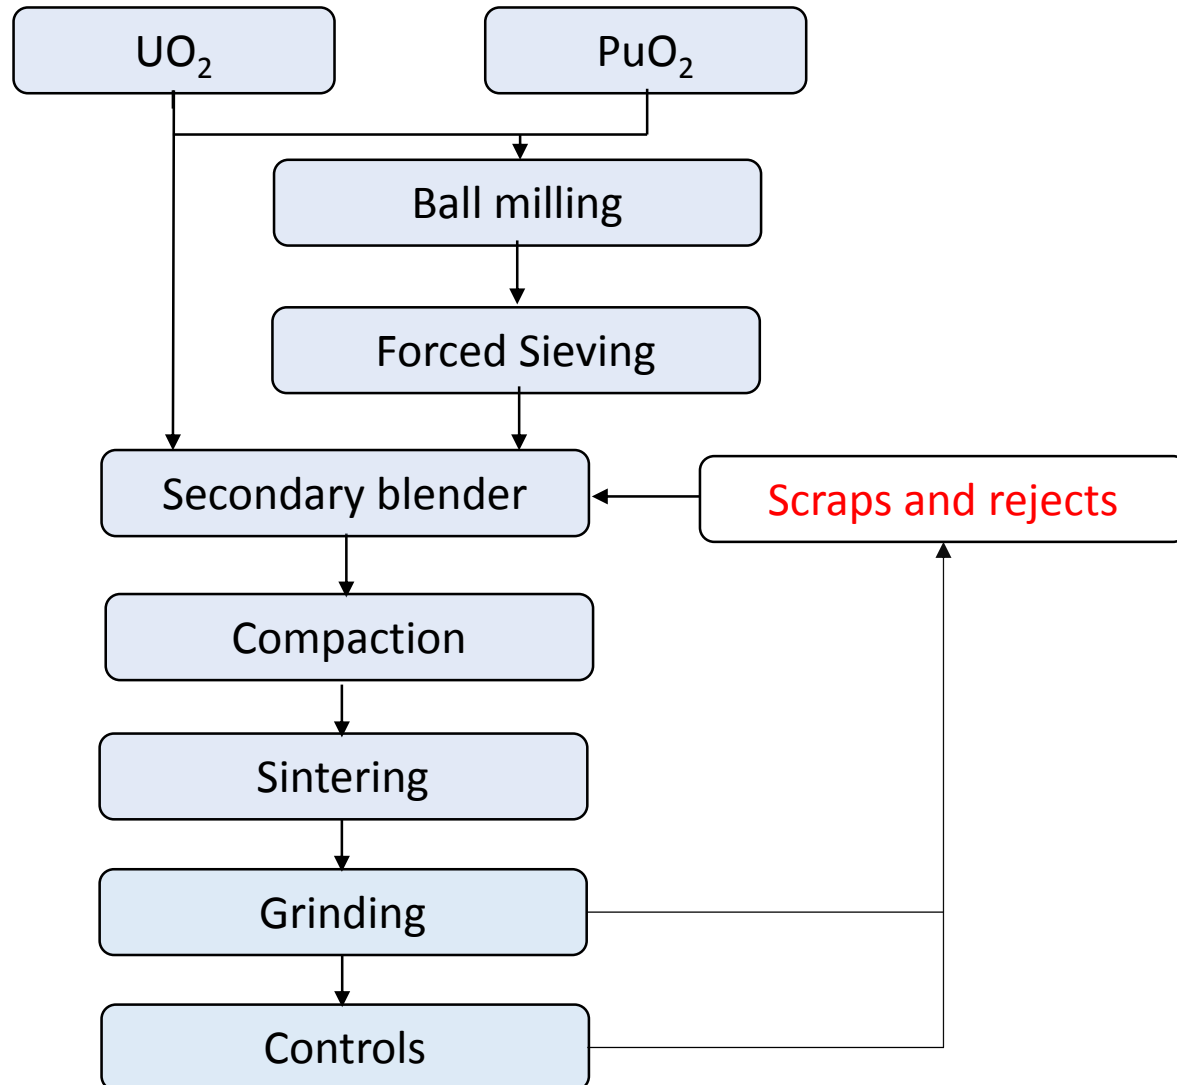 UO₂
PuO₂
Ball milling
Forced Sieving
Secondary blender
Scraps and rejects
Compaction
Sintering
Grinding
Controls